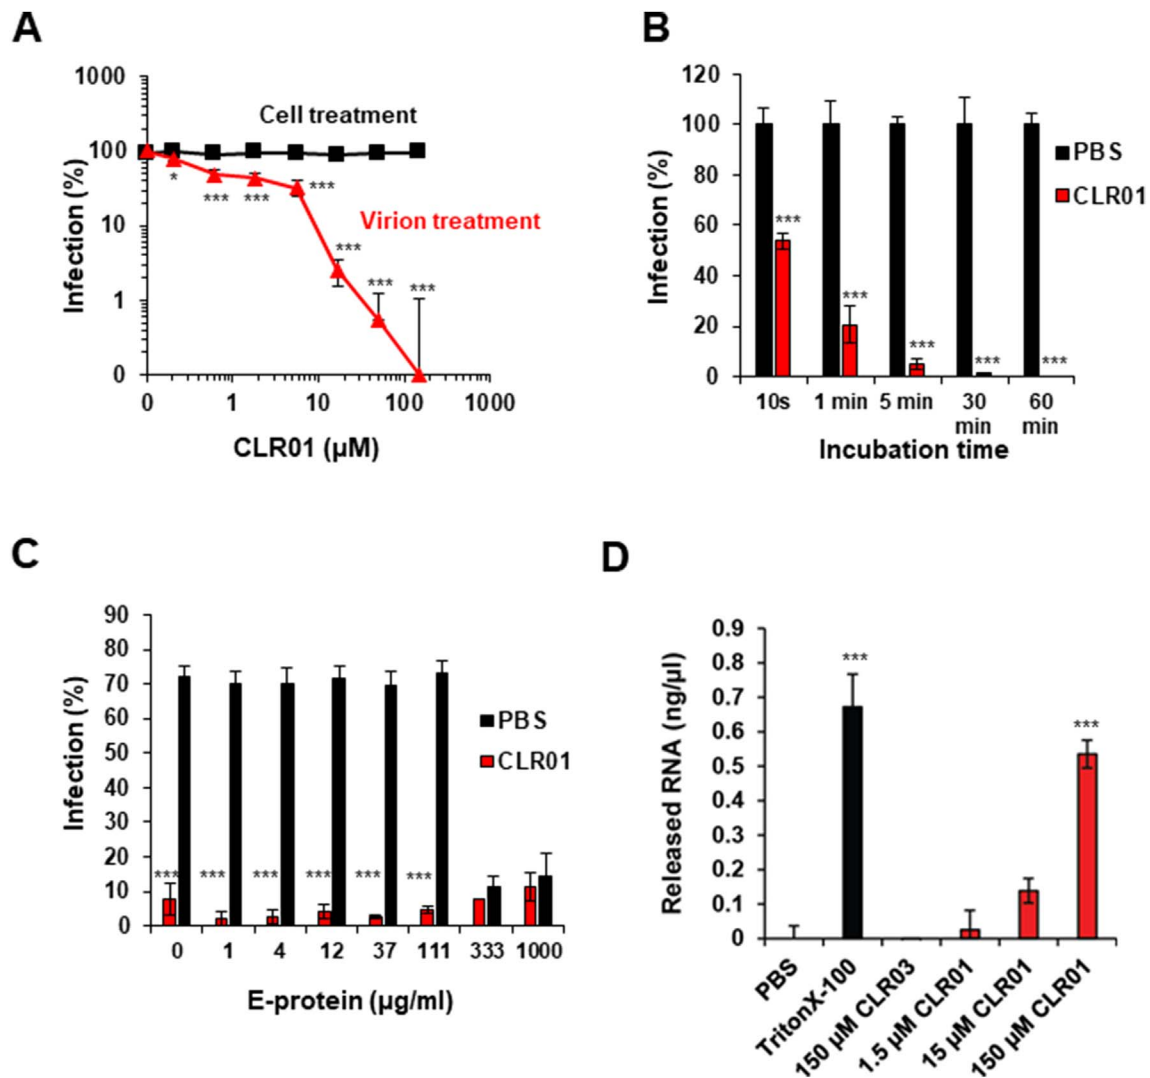 A
1000
100
10
1
0
Infection (%)
Cell treatment
Virion treatment
*
***
***
***
***
***
***
0 1 10 100 1000
CLR01 (µM)
B
120
100
80
60
40
20
0
Infection (%)
PBS
CLR01
***
***
***
***
***
10s 1 min 5 min 30 min 60 min
Incubation time
C
90
80
70
60
50
40
30
20
10
0
Infection (%)
PBS
CLR01
*** *** *** *** *** ***
0 1 4 12 37 111 333 1000
E-protein (µg/ml)
D
0.9
0.8
0.7
0.6
0.5
0.4
0.3
0.2
0.1
0
Released RNA (ng/µl)
***
***
PBS
TritonX-100
150 µM CLR03
1.5 µM CLR01
15 µM CLR01
150 µM CLR01